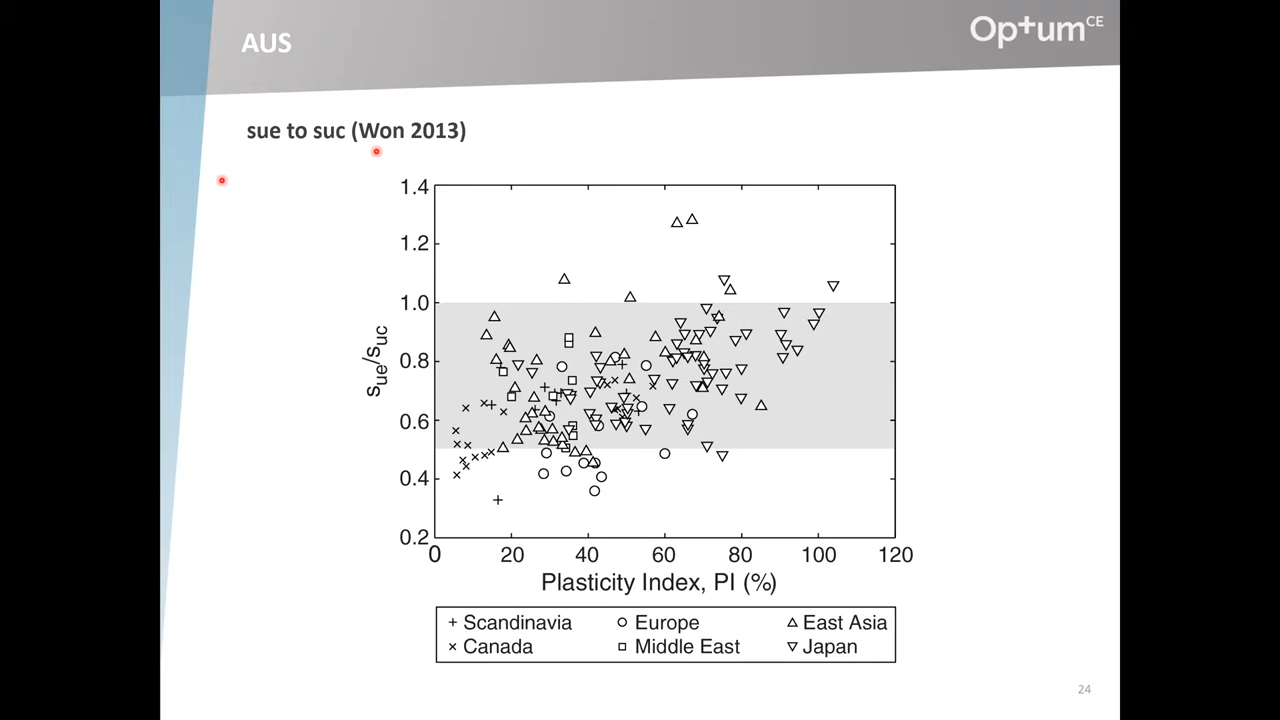 AUS
Op+um CE
sue to suc (Won 2013)
1.4
1.2
1.0
0.8
0.6
0.4
0.2
sue/suc
0 20 40 60 80 100 120
Plasticity Index, PI (%)
+ Scandinavia ○ Europe △ East Asia
× Canada □ Middle East ▽ Japan
24